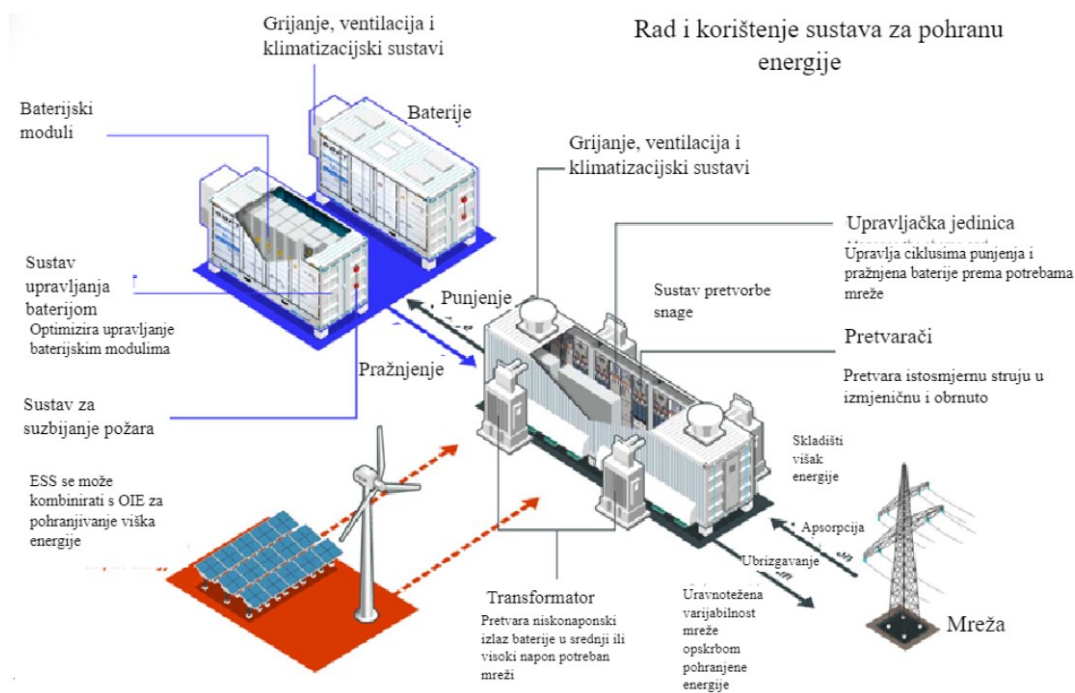 Rad i korištenje sustava za pohranu
energije
Grijanje, ventilacija i
klimatizacijski sustavi
Baterijski
moduli
Baterije
Grijanje, ventilacija i
klimatizacijski sustavi
Upravljačka jedinica
Upravlja ciklusima punjenja i
pražnjena baterije prema potrebama
mreže
Sustav
upravljanja
baterijom
Optimizira upravljanje
baterijskim modulima
Punjenje
Sustav pretvorbe
snage
Pretvarači
Pražnjenje
Pretvara istosmjernu struju u
izmjeničnu i obrnuto
Sustav za
suzbijanje požara
Skladišti
višak
energije
ESS se može
kombinirati s OIE za
pohranjivanje viška
energije
Apsorpcija
Ubrizgavanje
Transformator
Pretvara niskonaponski
izlaz baterije u srednji ili
visoki napon potreban
mreži
Uravnotežena
varijabilnost
mreže
opskrbom
pohranjene
energije
Mreža